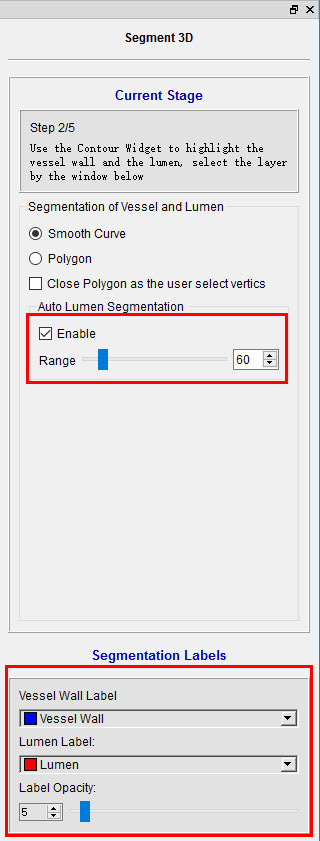 Segment 3D
Current Stage
Step 2/5
Use the Contour Widget to highlight the
vessel wall and the lumen, select the layer
by the window below
Segmentation of Vessel and Lumen
Smooth Curve
Polygon
Close Polygon as the user select vertics
Auto Lumen Segmentation
Enable
Range 60
Segmentation Labels
Vessel Wall Label
Vessel Wall
Lumen Label:
Lumen
Label Opacity:
5